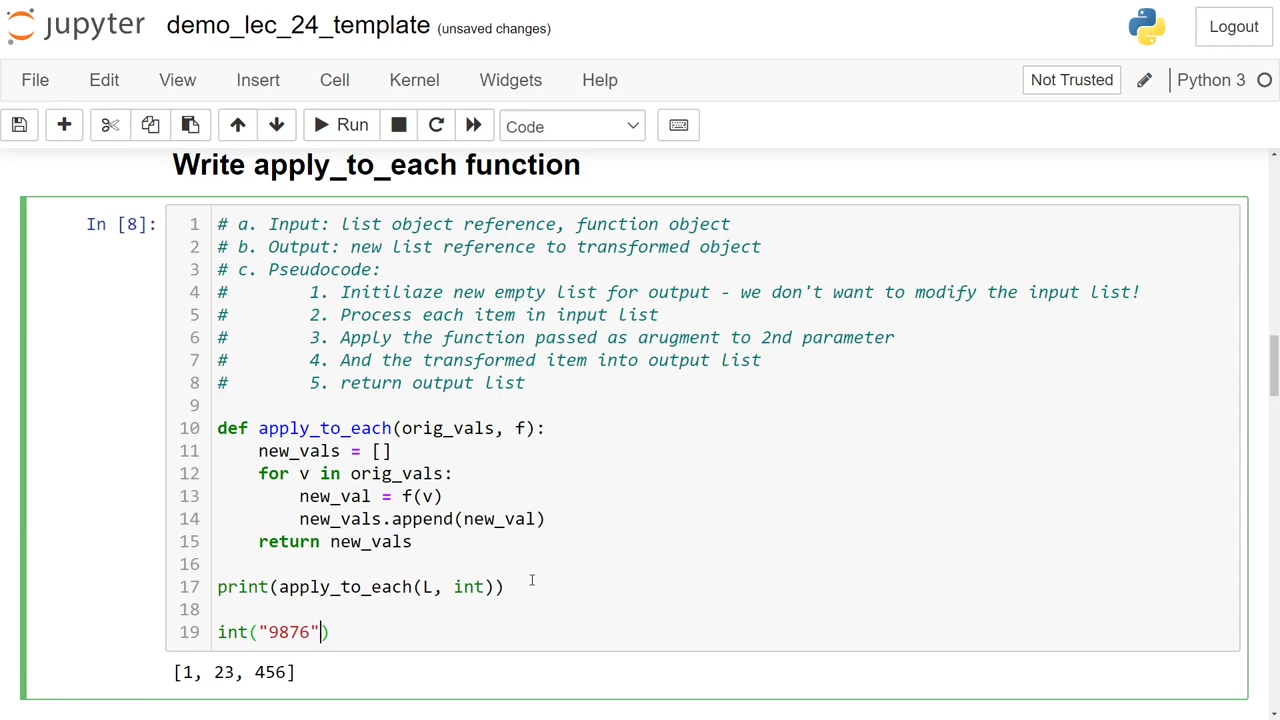 jupyter demo_lec_24_template (unsaved changes) Logout
File Edit View Insert Cell Kernel Widgets Help Not Trusted Python 3
Run Code
Write apply_to_each function
In [8]:
1 # a. Input: list object reference, function object
2 # b. Output: new list reference to transformed object
3 # c. Pseudocode:
4 # 1. Initiliaze new empty list for output - we don't want to modify the input list!
5 # 2. Process each item in input list
6 # 3. Apply the function passed as arugment to 2nd parameter
7 # 4. And the transformed item into output list
8 # 5. return output list
9
10 def apply_to_each(orig_vals, f):
11 new_vals = []
12 for v in orig_vals:
13 new_val = f(v)
14 new_vals.append(new_val)
15 return new_vals
16
17 print(apply_to_each(L, int))
18
19 int("9876")
[1, 23, 456]